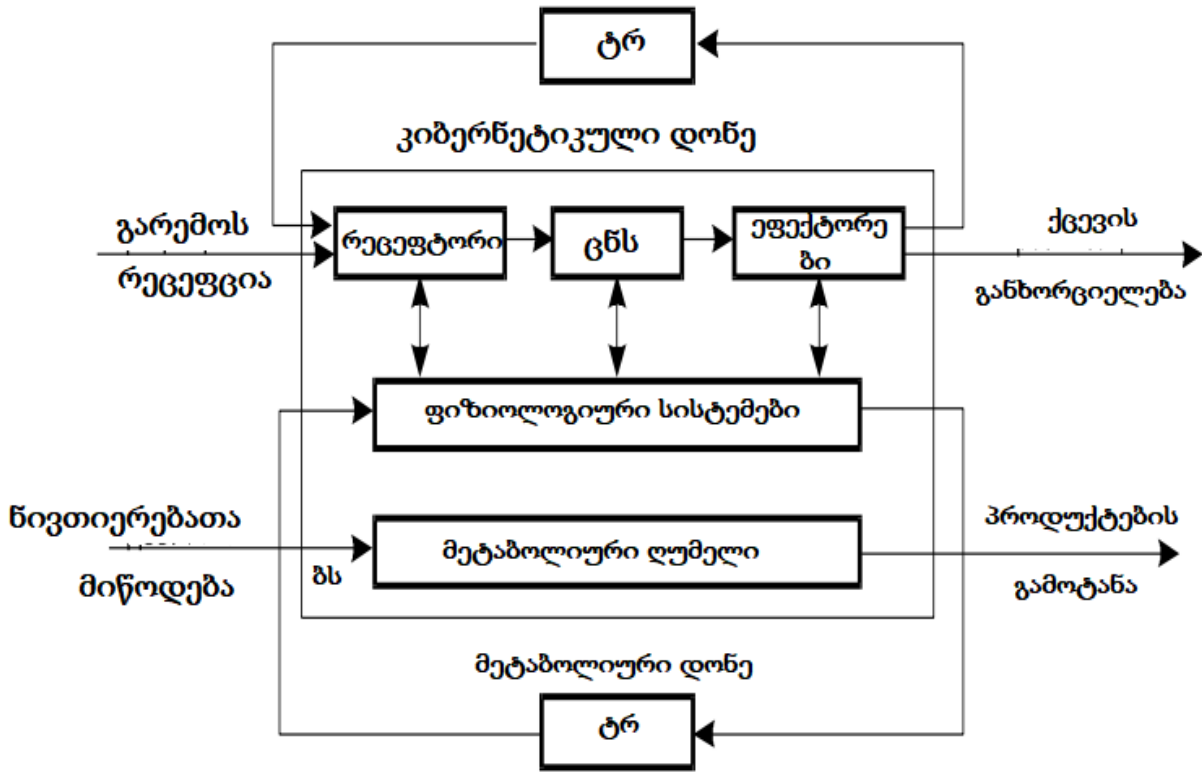 ტრ
კიბერნეტიკული დონე
გარემოს
რეცეფცია
რეცეფტორი
ცნს
ეფექტორე
ბი
ქცევის
განხორციელება
ფიზიოლოგიური სისტემები
ნივთიერებათა
მიწოდება
ბს
მეტაბოლიური ღუმელი
პროდუქტების
გამოტანა
მეტაბოლიური დონე
ტრ